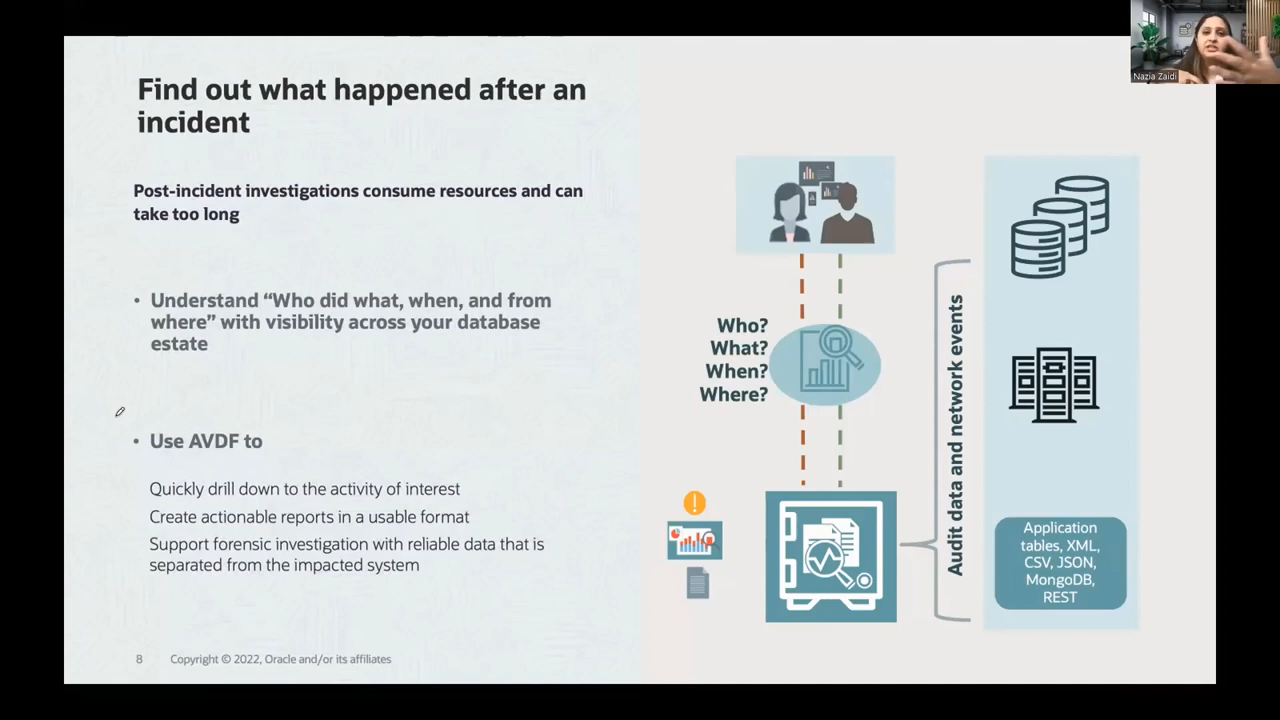 Nazia Zaidi
Find out what happened after an
incident
Post-incident investigations consume resources and can
take too long
• Understand “Who did what, when, and from
where” with visibility across your database
estate
• Use AVDF to
Quickly drill down to the activity of interest
Create actionable reports in a usable format
Support forensic investigation with reliable data that is
separated from the impacted system
Who?
What?
When?
Where?
!
Audit data and network events
Application
tables, XML,
CSV, JSON,
MongoDB,
REST
8 Copyright © 2022, Oracle and/or its affiliates